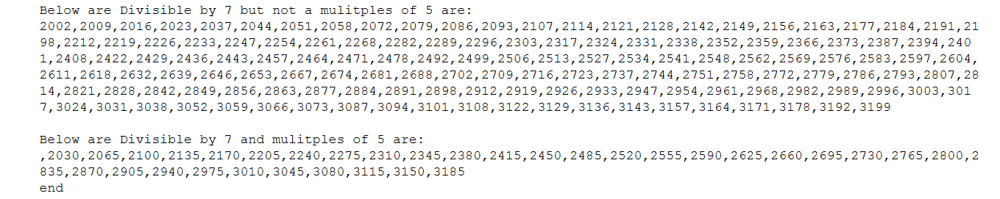 Below are Divisible by 7 but not a mulitples of 5 are:
2002,2009,2016,2023,2037,2044,2051,2058,2072,2079,2086,2093,2107,2114,2121,2128,2142,2149,2156,2163,2177,2184,2191,21
98,2212,2219,2226,2233,2247,2254,2261,2268,2282,2289,2296,2303,2317,2324,2331,2338,2352,2359,2366,2373,2387,2394,240
1,2408,2422,2429,2436,2443,2457,2464,2471,2478,2492,2499,2506,2513,2527,2534,2541,2548,2562,2569,2576,2583,2597,2604,
2611,2618,2632,2639,2646,2653,2667,2674,2681,2688,2702,2709,2716,2723,2737,2744,2751,2758,2772,2779,2786,2793,2807,28
14,2821,2828,2842,2849,2856,2863,2877,2884,2891,2898,2912,2919,2926,2933,2947,2954,2961,2968,2982,2989,2996,3003,301
7,3024,3031,3038,3052,3059,3066,3073,3087,3094,3101,3108,3122,3129,3136,3143,3157,3164,3171,3178,3192,3199
Below are Divisible by 7 and mulitples of 5 are:
,2030,2065,2100,2135,2170,2205,2240,2275,2310,2345,2380,2415,2450,2485,2520,2555,2590,2625,2660,2695,2730,2765,2800,2
835,2870,2905,2940,2975,3010,3045,3080,3115,3150,3185
end